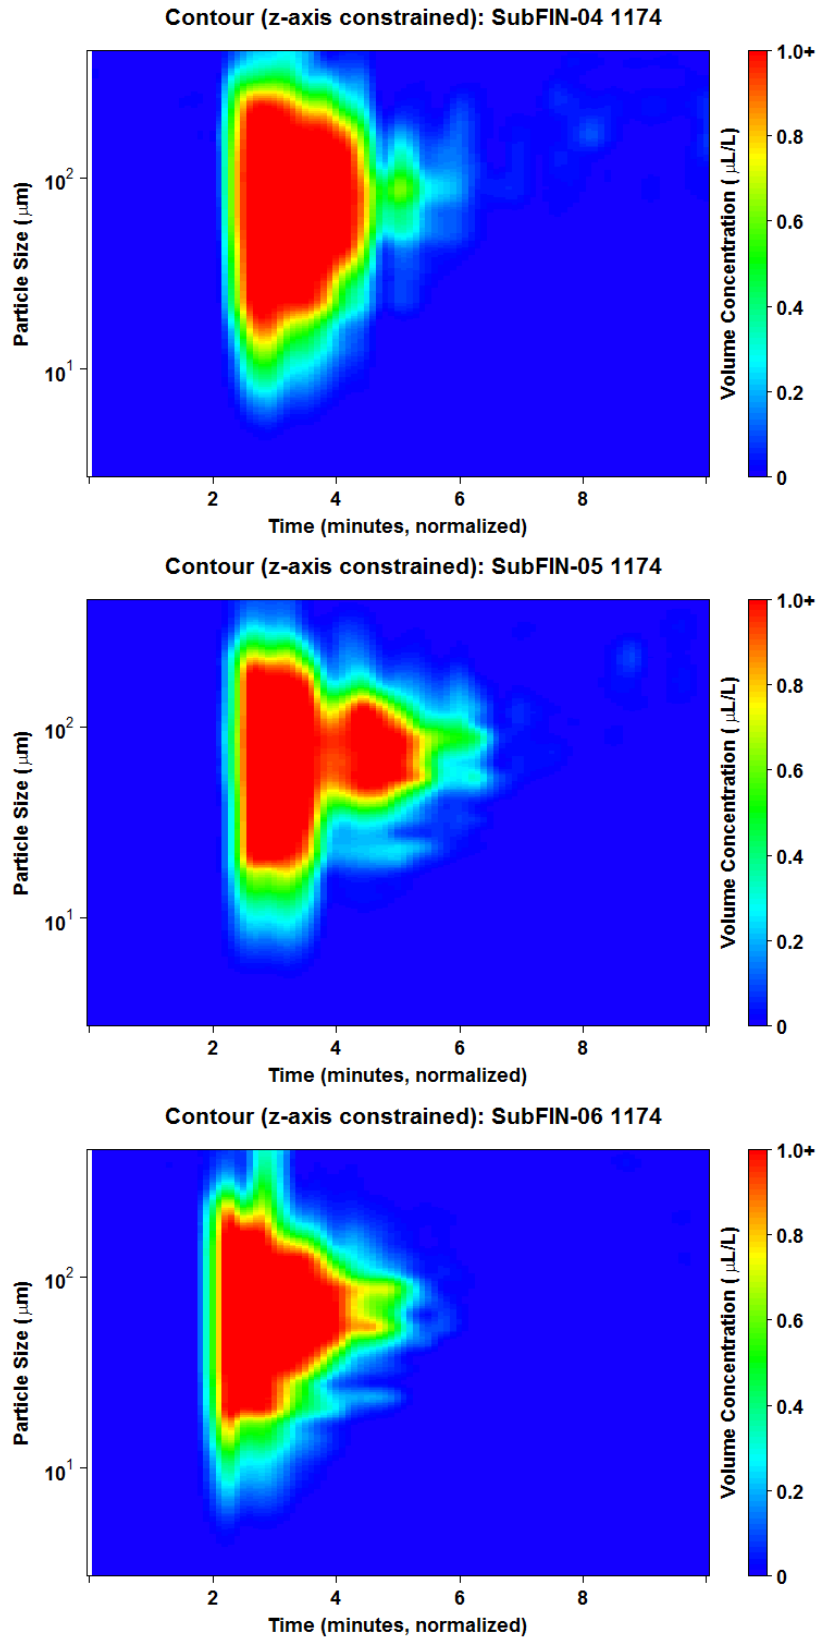 Contour (z-axis constrained): SubFIN-04 1174
1.0+
0.8
0.6
0.4
0.2
0
Volume Concentration ( μL/L)
Particle Size ( μm)
10²
10¹
2 4 6 8
Time (minutes, normalized)
Contour (z-axis constrained): SubFIN-05 1174
1.0+
0.8
0.6
0.4
0.2
0
Volume Concentration ( μL/L)
Particle Size ( μm)
10²
10¹
2 4 6 8
Time (minutes, normalized)
Contour (z-axis constrained): SubFIN-06 1174
1.0+
0.8
0.6
0.4
0.2
0
Volume Concentration ( μL/L)
Particle Size ( μm)
10²
10¹
2 4 6 8
Time (minutes, normalized)